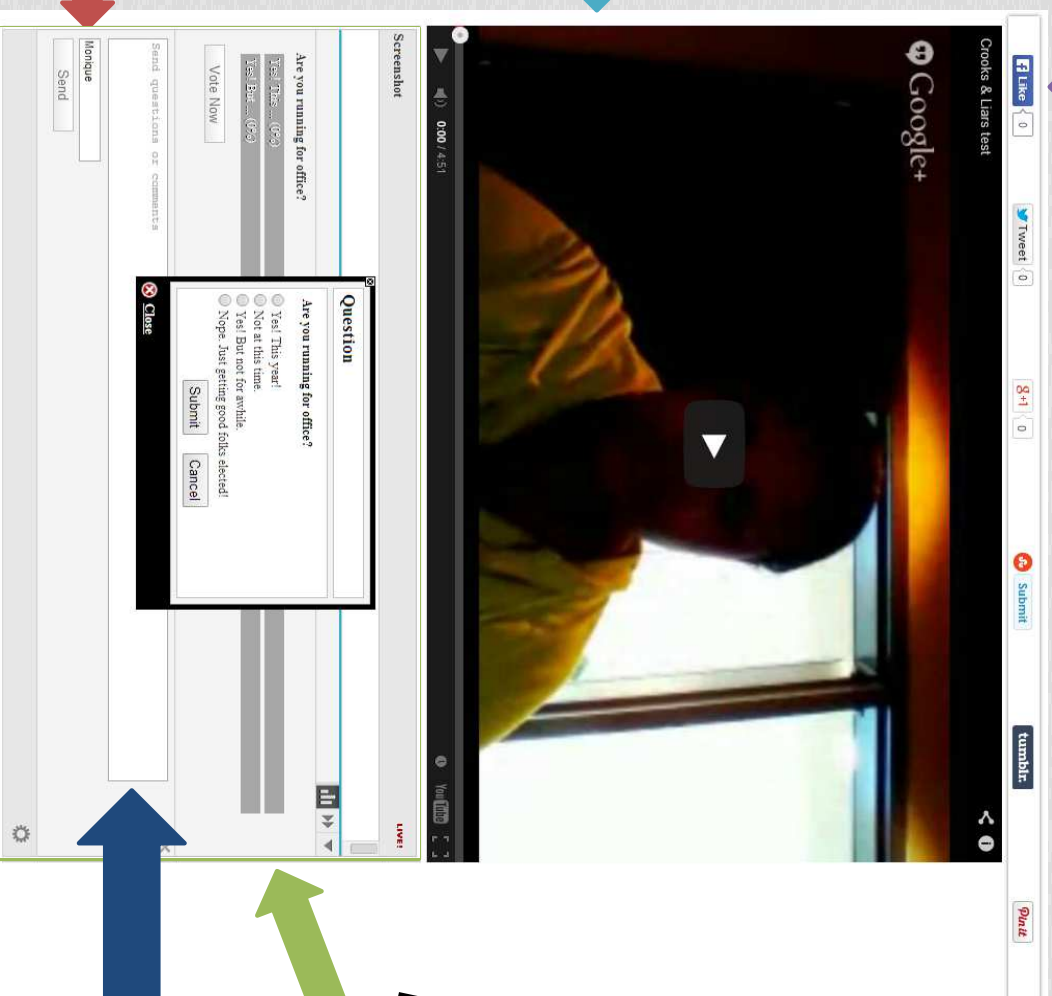 Like 0 Tweet 0 g+1 0 Submit tumblr. Pin it
Crooks & Liars test
Google+
0:00 / 4:51 YouTube
Screenshot LIVE!
Are you running for office?
Yes! This ... (0%)
Yes! But ... (0%)
Vote Now
Question
Are you running for office?
Yes! This year!
Not at this time.
Yes! But not for awhile.
Nope. Just getting good folks elected!
Submit Cancel
Close
Send questions or comments
Monique
Send